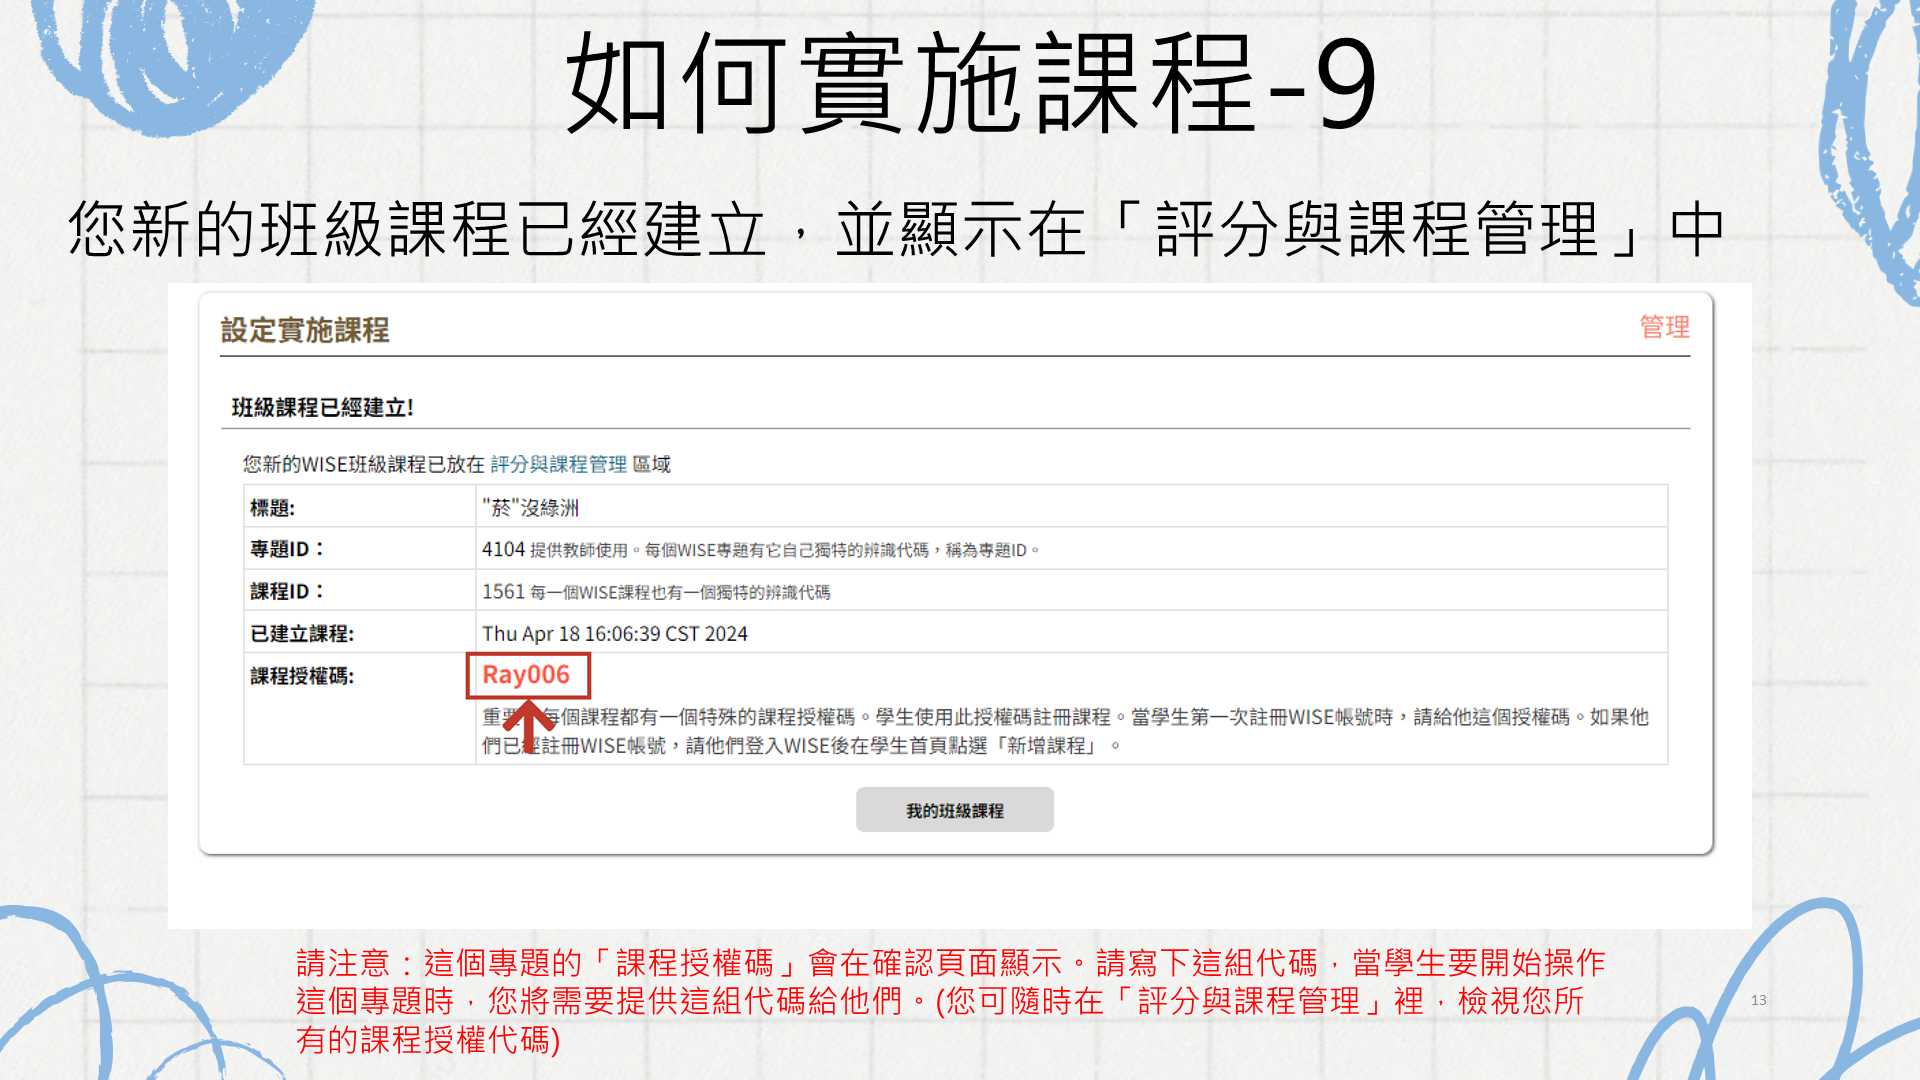 如何實施課程-9
您新的班級課程已經建立，並顯示在「評分與課程管理」中
設定實施課程
管理
班級課程已經建立!
您新的WISE班級課程已放在 評分與課程管理 區域
標題: "菸"沒綠洲
專題ID： 4104 提供教師使用。每個WISE專題有它自己獨特的辨識代碼，稱為專題ID。
課程ID： 1561 每一個WISE課程也有一個獨特的辨識代碼
已建立課程: Thu Apr 18 16:06:39 CST 2024
課程授權碼: Ray006
重要 每個課程都有一個特殊的課程授權碼。學生使用此授權碼註冊課程。當學生第一次註冊WISE帳號時，請給他這個授權碼。如果他
們已經註冊WISE帳號，請他們登入WISE後在學生首頁點選「新增課程」。
我的班級課程
請注意：這個專題的「課程授權碼」會在確認頁面顯示。請寫下這組代碼，當學生要開始操作
這個專題時，您將需要提供這組代碼給他們。(您可隨時在「評分與課程管理」裡，檢視您所
有的課程授權代碼)
13